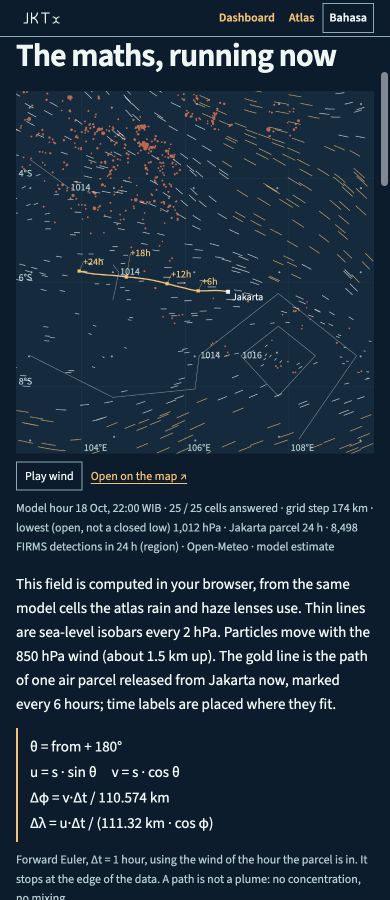 JKTx
Dashboard Atlas Bahasa
The maths, running now
4°S
1014
+18h
+24h
1014
+12h
6°S
+6h
Jakarta
1014
1016
8°S
104°E
106°E
108°E
Play wind Open on the map ↗
Model hour 18 Oct, 22:00 WIB · 25 / 25 cells answered · grid step 174 km ·
lowest (open, not a closed low) 1,012 hPa · Jakarta parcel 24 h · 8,498
FIRMS detections in 24 h (region) · Open-Meteo · model estimate
This field is computed in your browser, from the same
model cells the atlas rain and haze lenses use. Thin lines
are sea-level isobars every 2 hPa. Particles move with the
850 hPa wind (about 1.5 km up). The gold line is the path
of one air parcel released from Jakarta now, marked
every 6 hours; time labels are placed where they fit.
θ = from + 180°
u = s · sin θ v = s · cos θ
Δφ = v·Δt / 110.574 km
Δλ = u·Δt / (111.32 km · cos φ)
Forward Euler, Δt = 1 hour, using the wind of the hour the parcel is in. It
stops at the edge of the data. A path is not a plume: no concentration,
no mixing.